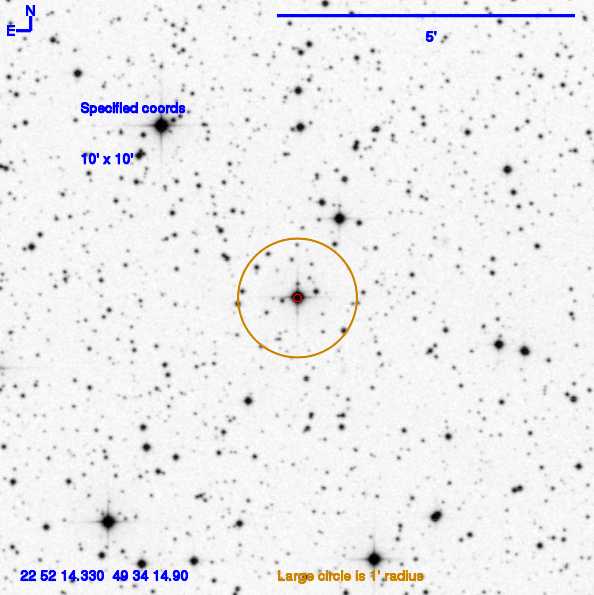 N
E
5'
Specified coords
10' x 10'
22 52 14.330 49 34 14.90
Large circle is 1' radius